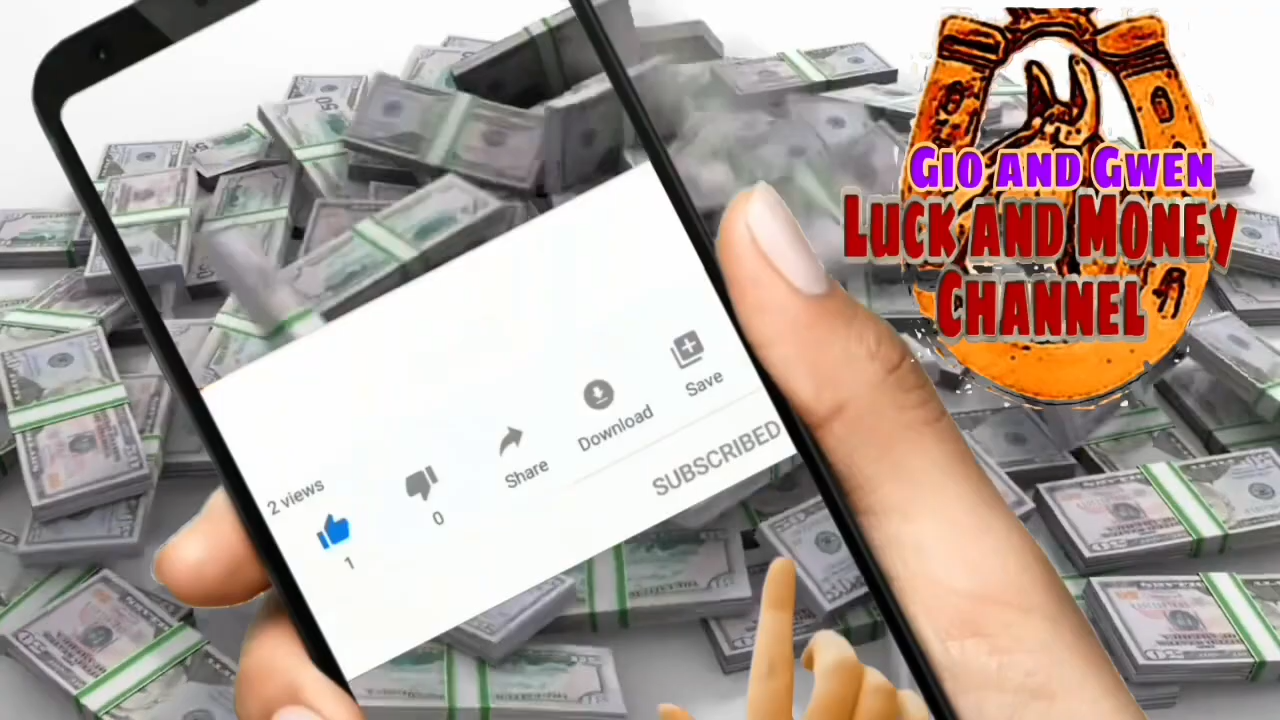 GIO AND GWEN
LUCK AND MONEY
CHANNEL
2 views
1
0
Share
Download
Save
SUBSCRIBED